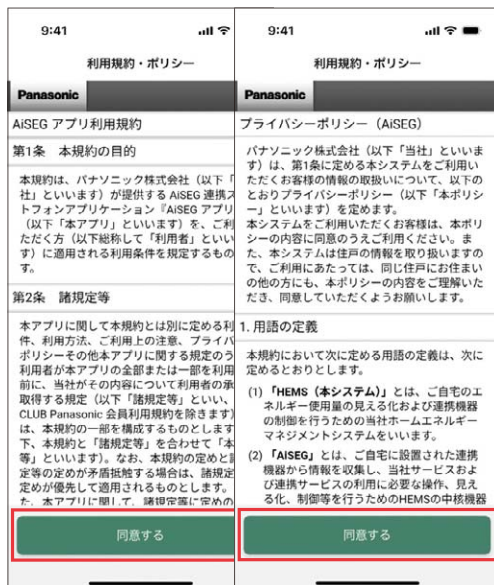 9:41
利用規約・ポリシー
Panasonic
AiSEG アプリ利用規約
第1条 本規約の目的
本規約は、パナソニック株式会社（以下「
社」といいます）が提供する AiSEG 連携ス
トフォンアプリケーション『AiSEG アプリ
（以下「本アプリ」といいます）を、ご利
ただく方（以下総称して「利用者」といい
す）に適用される利用条件を規定するもの
す。
第2条 諸規定等
本アプリに関して本規約とは別に定める利
件、利用方法、ご利用上の注意、プライバ
ポリシーその他本アプリに関する規定のう
利用者が本アプリの全部または一部を利用
前に、当社がその内容について利用者の承
取得する規定（以下「諸規定等」といい、
CLUB Panasonic 会員利用規約を除きます）
は、本規約の一部を構成するものとします
下、本規約と「諸規定等」を合わせて「本
等」といいます）。なお、本規約の定めと
定等の定めが矛盾抵触する場合は、諸規定
定めが優先して適用されるものとします。
た、本アプリに関して、諸規定等に定めの
同意する
9:41
利用規約・ポリシー
Panasonic
プライバシーポリシー（AiSEG）
パナソニック株式会社（以下「当社」といいま
す）は、第1条に定める本システムをご利用い
ただくお客様の情報の取扱いについて、以下の
とおりプライバシーポリシー（以下「本ポリシ
ー」といいます）を定めます。
本システムをご利用いただくお客様は、本ポリ
シーの内容に同意のうえご利用ください。ま
た、本システムは住戸の情報を取り扱いますの
で、ご利用にあたっては、同じ住戸にお住まい
の他の方にも、本ポリシーの内容をご理解いた
だき、同意していただくようお願いします。
1. 用語の定義
本規約において次に定める用語の定義は、次に
定めるとおりとします。
(1) 「HEMS（本システム）」とは、ご自宅のエ
ネルギー使用量の見える化および連携機器
の制御を行うための当社ホームエネルギー
マネジメントシステムをいいます。
(2) 「AiSEG」とは、ご自宅に設置された連携
機器から情報を収集し、当社サービスおよ
び連携サービスの利用に必要な操作、見え
る化、制御等を行うためのHEMSの中核機器
同意する